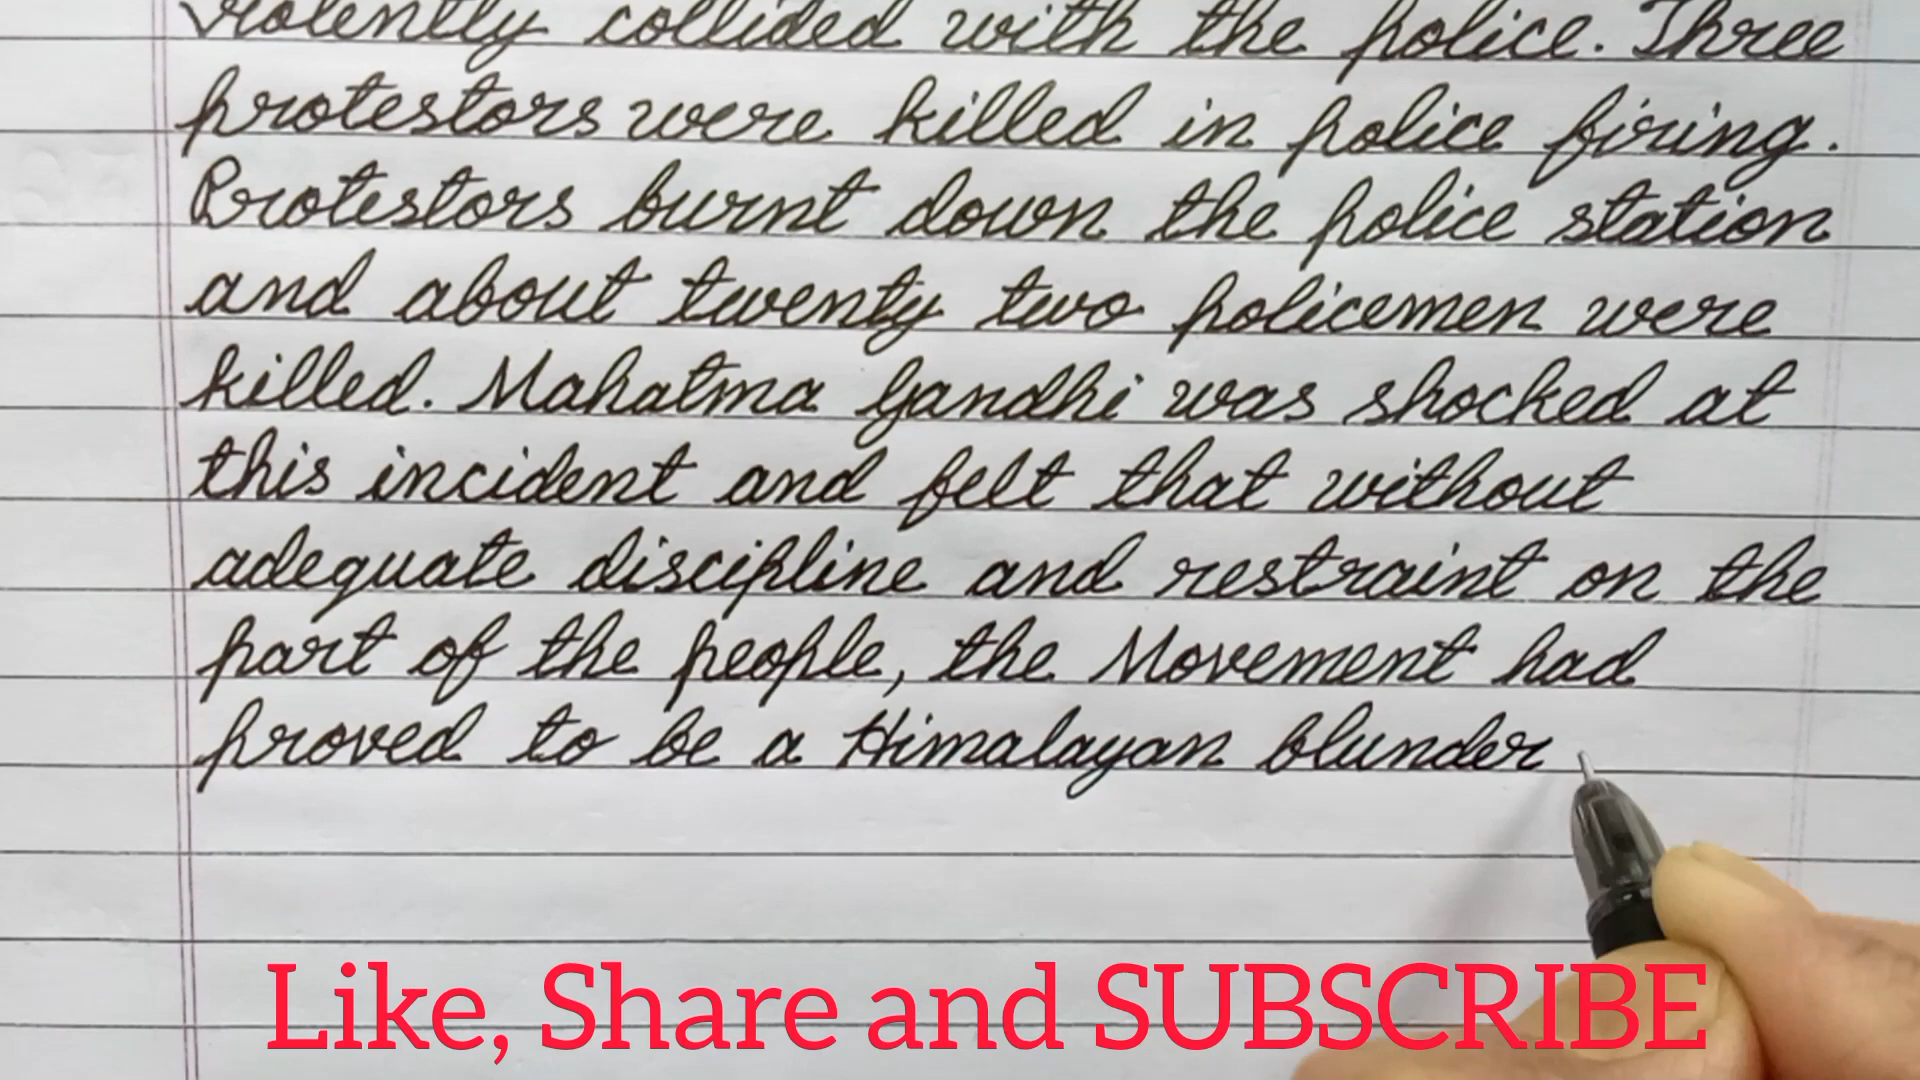 violently collided with the police. Three
protestors were killed in police firing.
Protestors burnt down the police station
and about twenty two policemen were
killed. Mahatma Gandhi was shocked at
this incident and felt that without
adequate discipline and restraint on the
part of the people, the Movement had
proved to be a Himalayan blunder
Like, Share and SUBSCRIBE